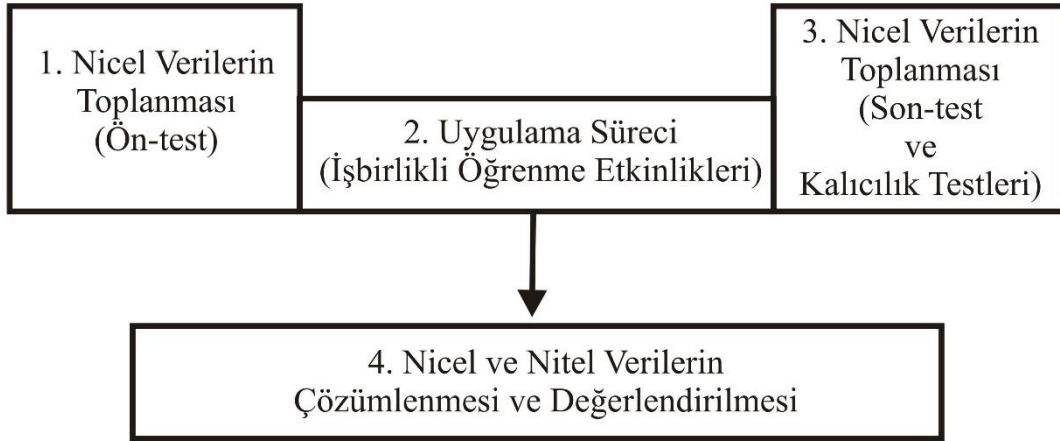 1. Nicel Verilerin
Toplanması
(Ön-test)
2. Uygulama Süreci
(İşbirlikli Öğrenme Etkinlikleri)
3. Nicel Verilerin
Toplanması
(Son-test
ve
Kalıcılık Testleri)
4. Nicel ve Nitel Verilerin
Çözümlenmesi ve Değerlendirilmesi